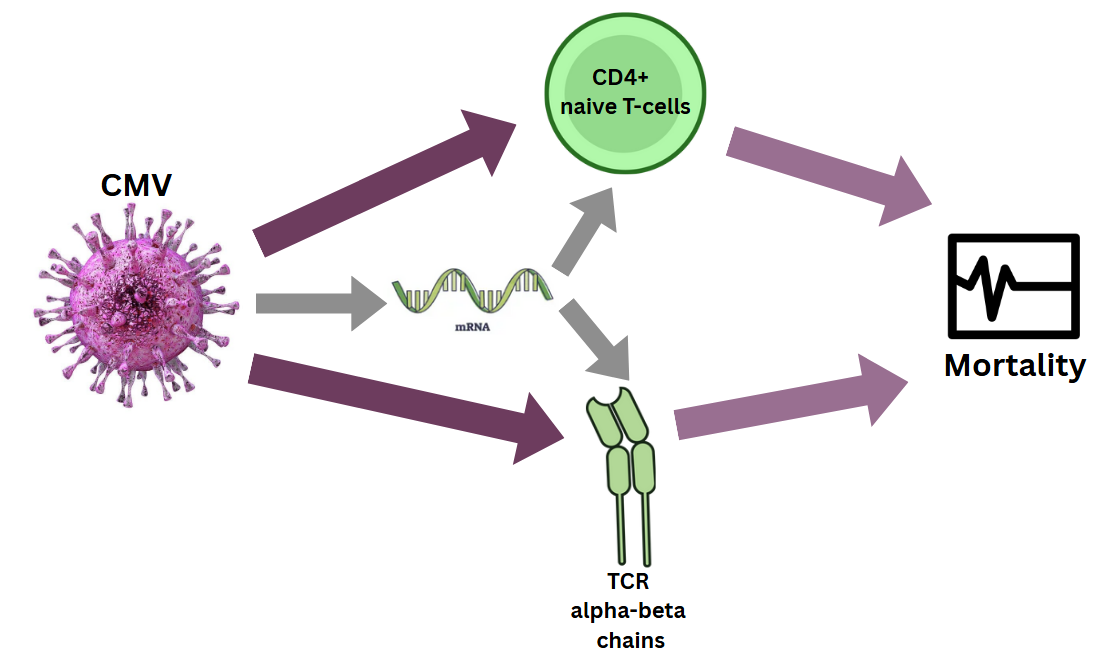 CD4+
naive T-cells
CMV
mRNA
Mortality
TCR
alpha-beta
chains